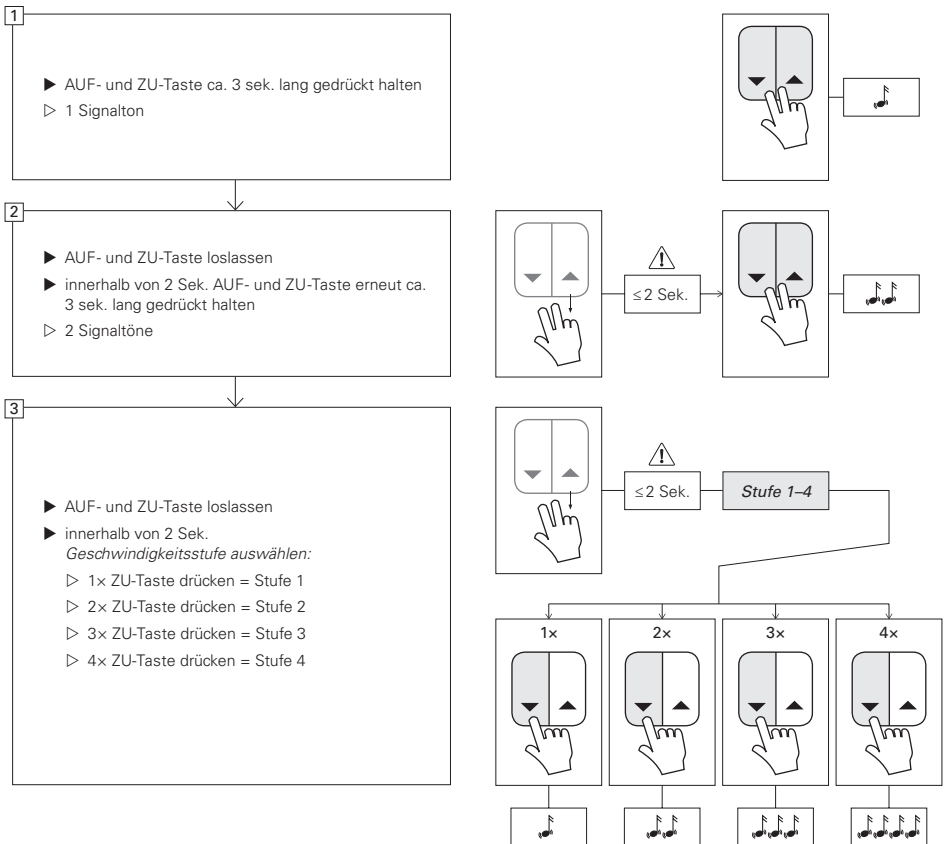 1
▶ AUF- und ZU-Taste ca. 3 sek. lang gedrückt halten
▷ 1 Signalton
2
▶ AUF- und ZU-Taste loslassen
▶ innerhalb von 2 Sek. AUF- und ZU-Taste erneut ca.
3 sek. lang gedrückt halten
▷ 2 Signaltöne
≤2 Sek.
3
▶ AUF- und ZU-Taste loslassen
▶ innerhalb von 2 Sek.
Geschwindigkeitsstufe auswählen:
▷ 1× ZU-Taste drücken = Stufe 1
▷ 2× ZU-Taste drücken = Stufe 2
▷ 3× ZU-Taste drücken = Stufe 3
▷ 4× ZU-Taste drücken = Stufe 4
≤2 Sek.
Stufe 1–4
1×
2×
3×
4×